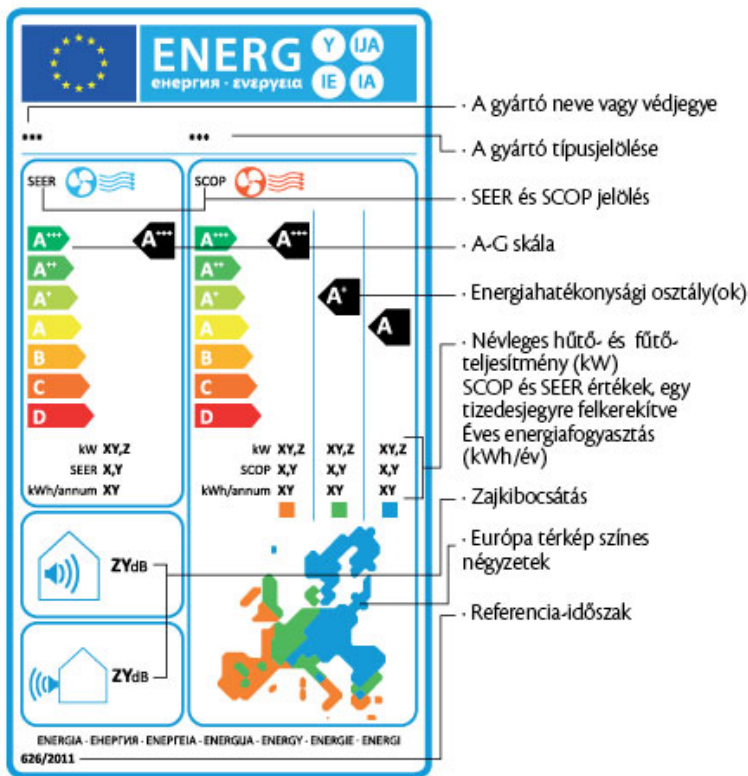 ENERG Y IJA
енергия · ενεργεια IE IA
· A gyártó neve vagy védjegye
· A gyártó típusjelölése
SEER
SCOP
· SEER és SCOP jelölés
A+++ A+++
A++
A+
A
B
C
D
A+++ A+++
A++
A+ A+
A A
B
C
D
· A-G skála
· Energiahatékonysági osztály(ok)
· Névleges hűtő- és fűtő-
teljesítmény (kW)
SCOP és SEER értékek, egy
tizedesjegyre felkerekítve
Éves energiafogyasztás
(kWh/év)
kW XY,Z
SEER X,Y
kWh/annum XY
kW XY,Z XY,Z XY,Z
SCOP X,Y X,Y X,Y
kWh/annum XY XY XY
· Zajkibocsátás
· Európa térkép színes
négyzetek
· Referencia-időszak
ZYdB
ZYdB
ENERGIA · ЕНЕРГИЯ · ΕΝΕΡΓΕΙΑ · ENERGIJA · ENERGY · ENERGIE · ENERGI
626/2011